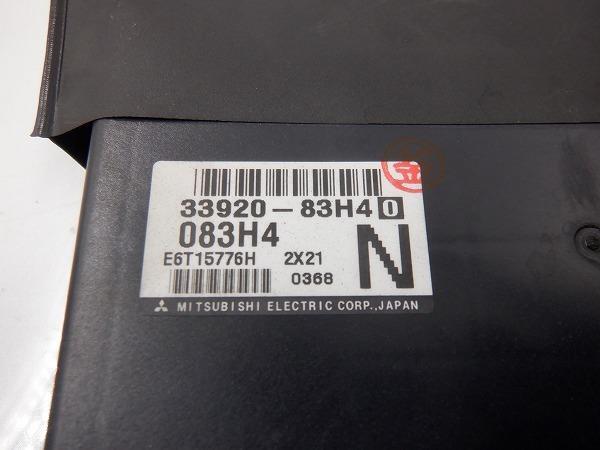 33920-83H40
083H4
N
E6T15776H 2X21
0368
MITSUBISHI ELECTRIC CORP.,JAPAN